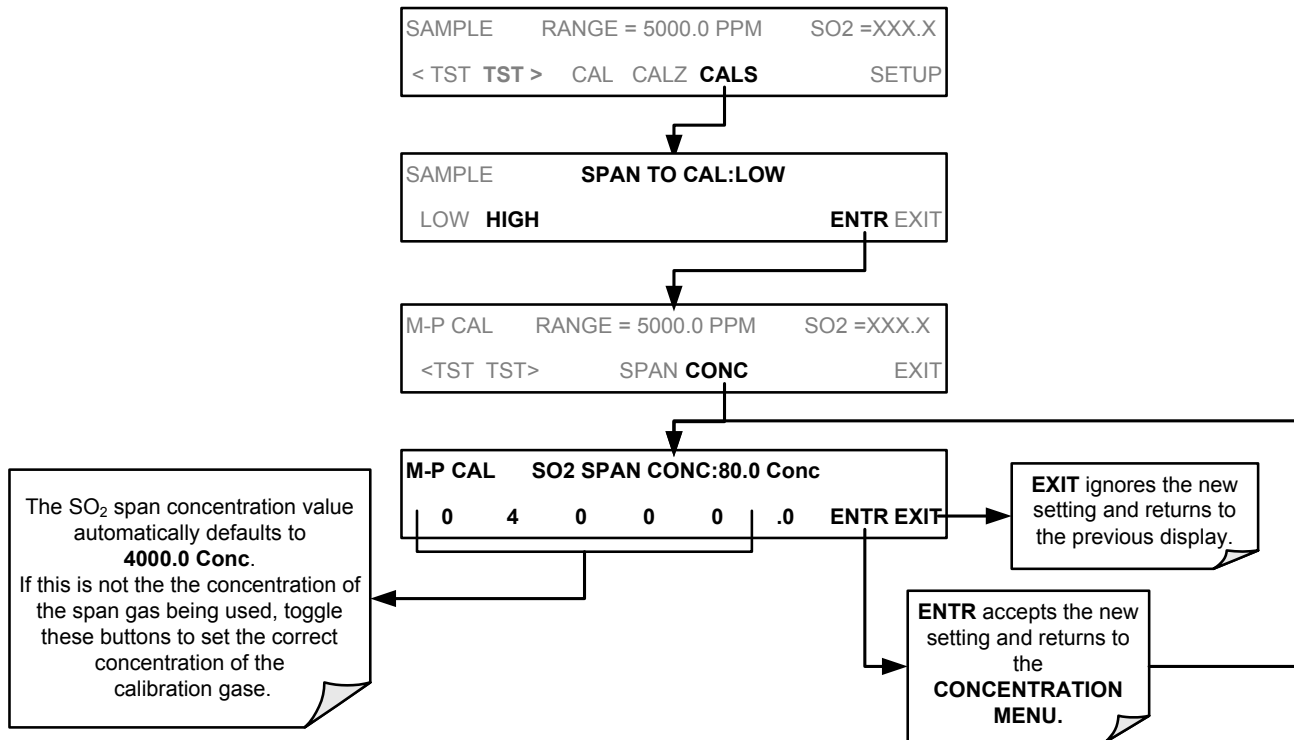 SAMPLE RANGE = 5000.0 PPM SO2 =XXX.X
< TST TST > CAL CALZ CALS SETUP
SAMPLE SPAN TO CAL:LOW
LOW HIGH ENTR EXIT
M-P CAL RANGE = 5000.0 PPM SO2 =XXX.X
<TST TST> SPAN CONC EXIT
M-P CAL SO2 SPAN CONC:80.0 Conc
0 4 0 0 0 .0 ENTR EXIT
The SO₂ span concentration value
automatically defaults to
4000.0 Conc.
If this is not the the concentration of
the span gas being used, toggle
these buttons to set the correct
concentration of the
calibration gase.
EXIT ignores the new
setting and returns to
the previous display.
ENTR accepts the new
setting and returns to
the
CONCENTRATION
MENU.